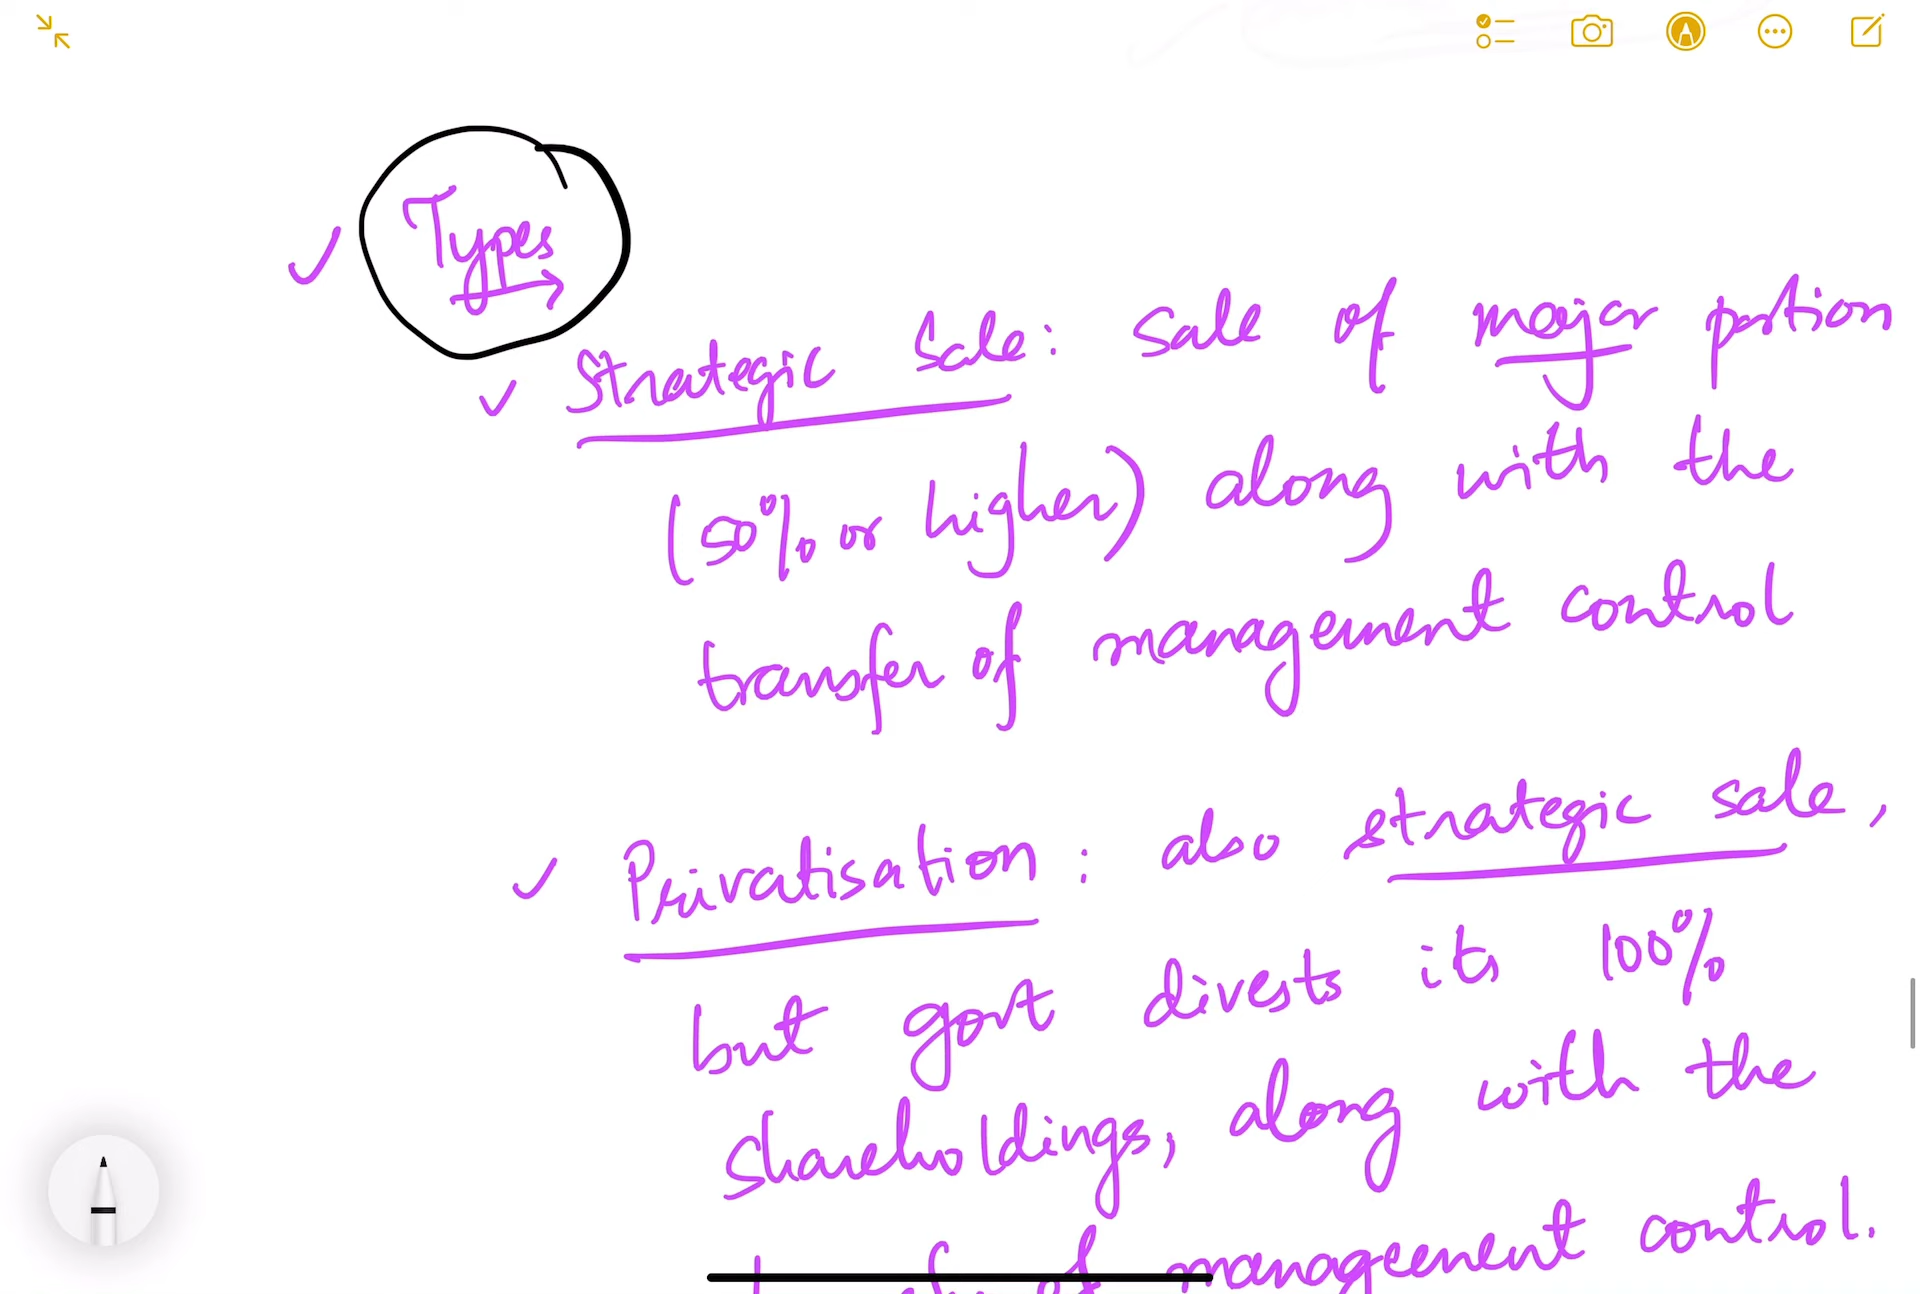 Types
Strategic Sale: Sale of major portion
(50% or higher) along with the
transfer of management control
Privatisation: also strategic sale,
but govt divests its 100%
shareholdings, along with the
of management control.